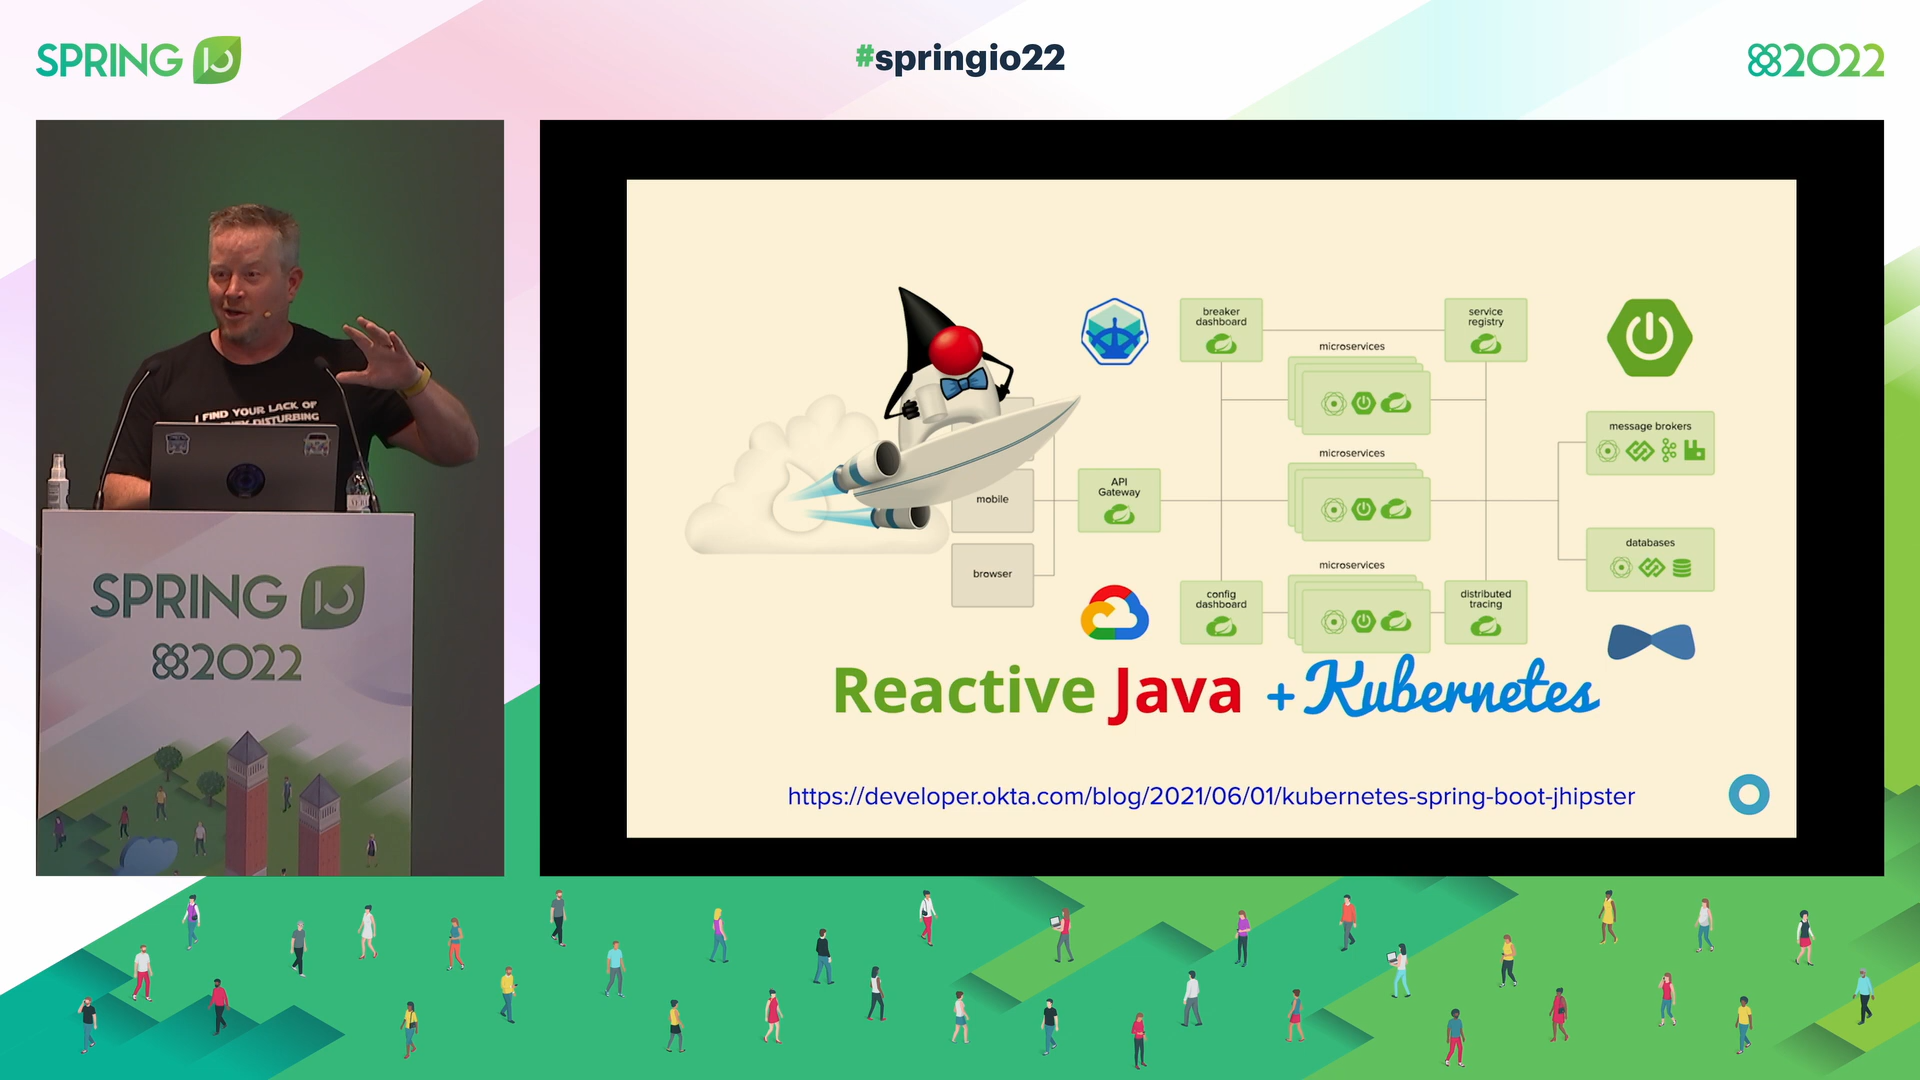 SPRING IO
#springio22
2022
I FIND YOUR LACK OF
DISTURBING
SPRING IO
2022
breaker
dashboard
service
registry
microservices
message brokers
microservices
API
Gateway
mobile
databases
browser
microservices
config
dashboard
distributed
tracing
Reactive Java + Kubernetes
https://developer.okta.com/blog/2021/06/01/kubernetes-spring-boot-jhipster